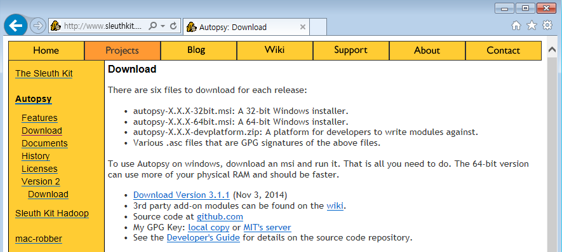 http://www.sleuthkit....
Autopsy: Download
Home
Projects
Blog
Wiki
Support
About
Contact
The Sleuth Kit
Autopsy
Features
Download
Documents
History
Licenses
Version 2
Download
Sleuth Kit Hadoop
mac-robber
Download
There are six files to download for each release:
• autopsy-X.X.X-32bit.msi: A 32-bit Windows installer.
• autopsy-X.X.X-64bit.msi: A 64-bit Windows installer.
• autopsy-X.X.X-devplatform.zip: A platform for developers to write modules against.
• Various .asc files that are GPG signatures of the above files.
To use Autopsy on windows, download an msi and run it. That is all you need to do. The 64-bit version
can use more of your physical RAM and should be faster.
• Download Version 3.1.1 (Nov 3, 2014)
• 3rd party add-on modules can be found on the wiki.
• Source code at github.com
• My GPG Key: local copy or MIT's server
• See the Developer's Guide for details on the source code repository.